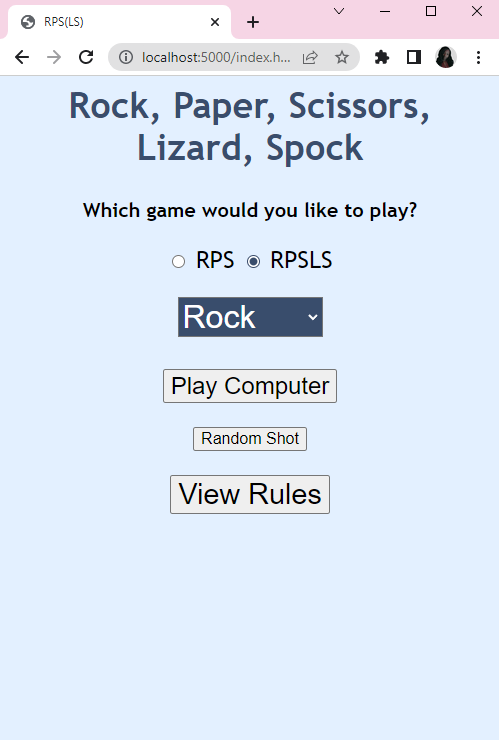 RPS(LS)
localhost:5000/index.h...
Rock, Paper, Scissors,
Lizard, Spock
Which game would you like to play?
RPS RPSLS
Rock
Play Computer
Random Shot
View Rules